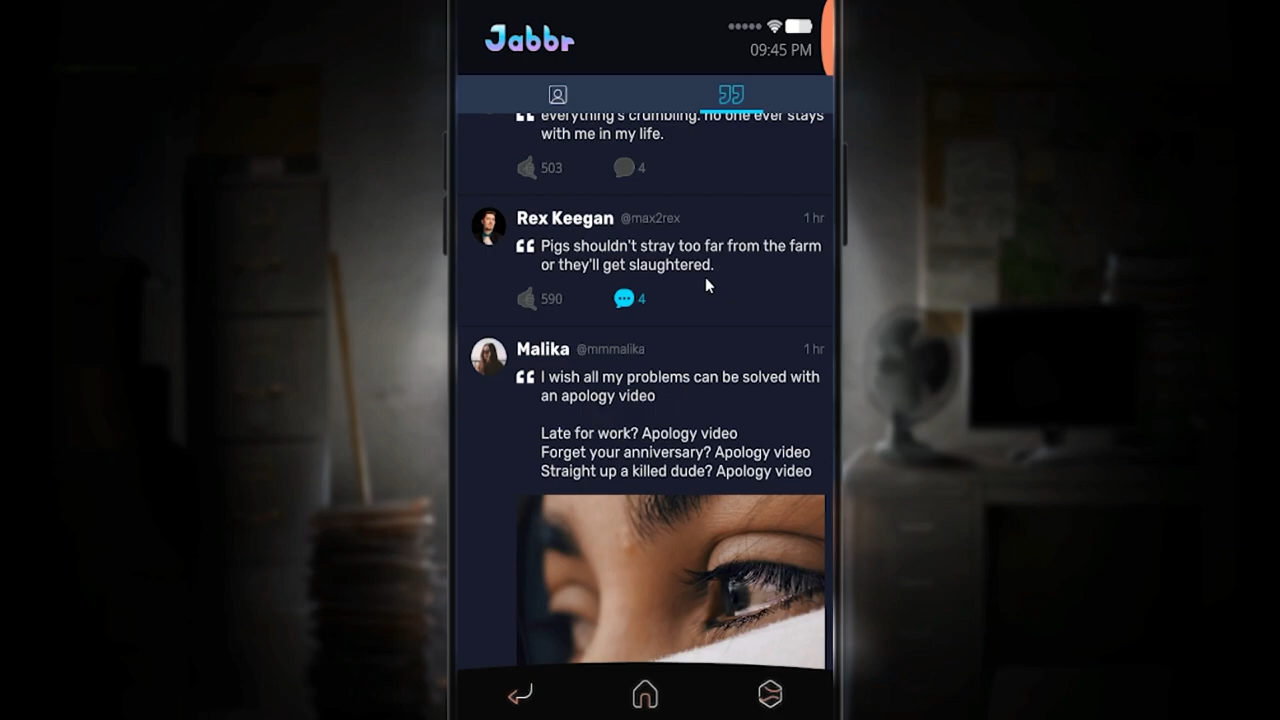 Jabbr
09:45 PM
everything's crumbling. no one ever stays
with me in my life.
503 4
Rex Keegan @max2rex 1 hr
Pigs shouldn't stray too far from the farm
or they'll get slaughtered.
590 4
Malika @mmmalika 1 hr
I wish all my problems can be solved with
an apology video
Late for work? Apology video
Forget your anniversary? Apology video
Straight up a killed dude? Apology video